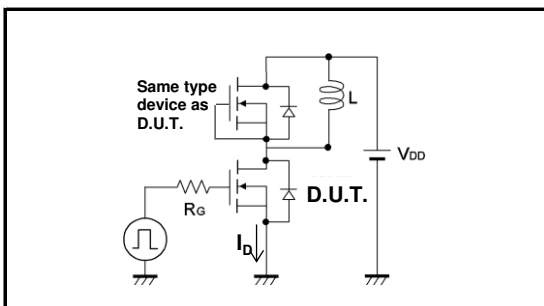 Same type
device as
D.U.T.
L
VDD
D.U.T.
RG
ID